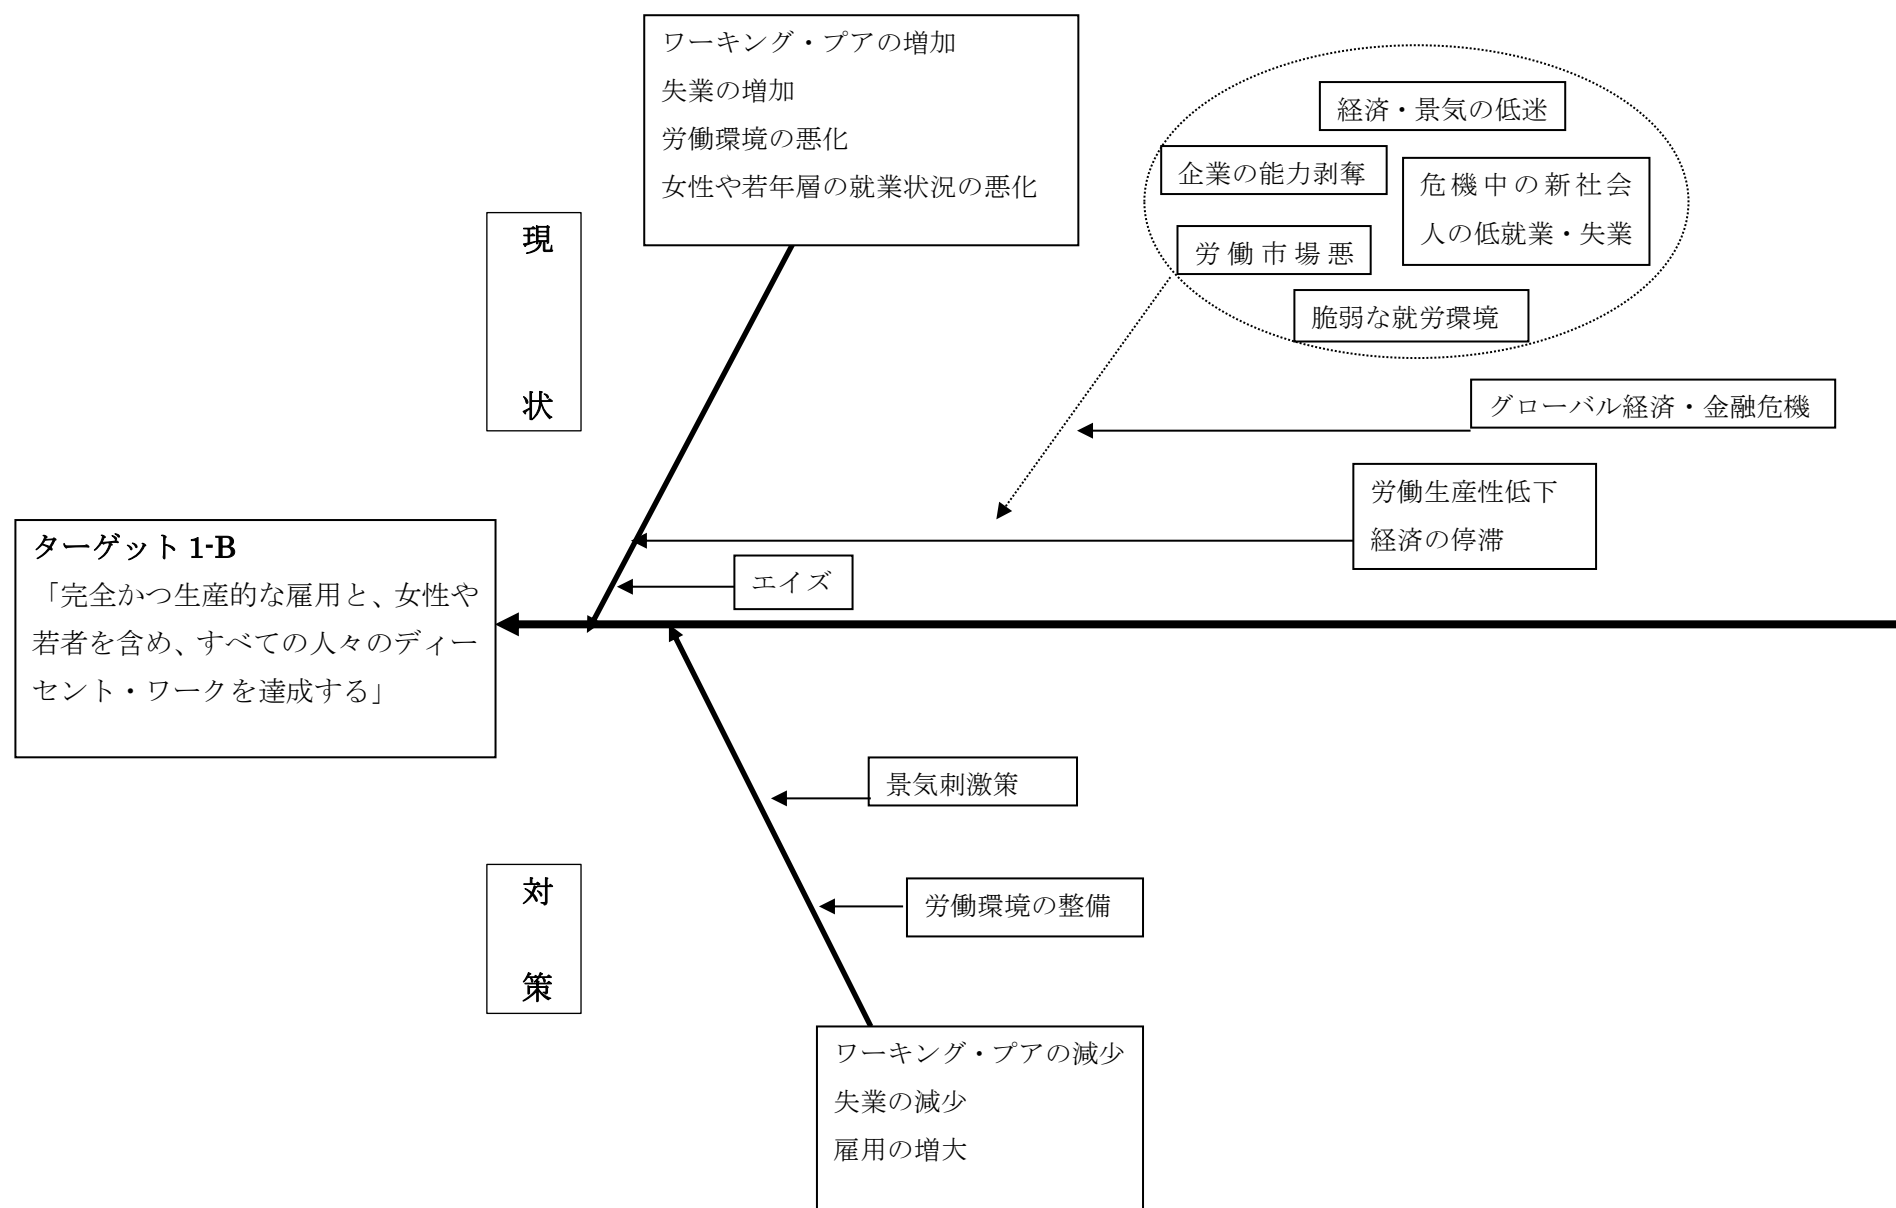 ワーキング・プアの増加
失業の増加
労働環境の悪化
女性や若年層の就業状況の悪化
経済・景気の低迷
企業の能力剥奪
危機中の新社会
人の低就業・失業
労働市場悪
脆弱な就労環境
現
状
グローバル経済・金融危機
労働生産性低下
経済の停滞
エイズ
ターゲット 1-B
「完全かつ生産的な雇用と、女性や
若者を含め、すべての人々のディー
セント・ワークを達成する」
景気刺激策
対
策
労働環境の整備
ワーキング・プアの減少
失業の減少
雇用の増大